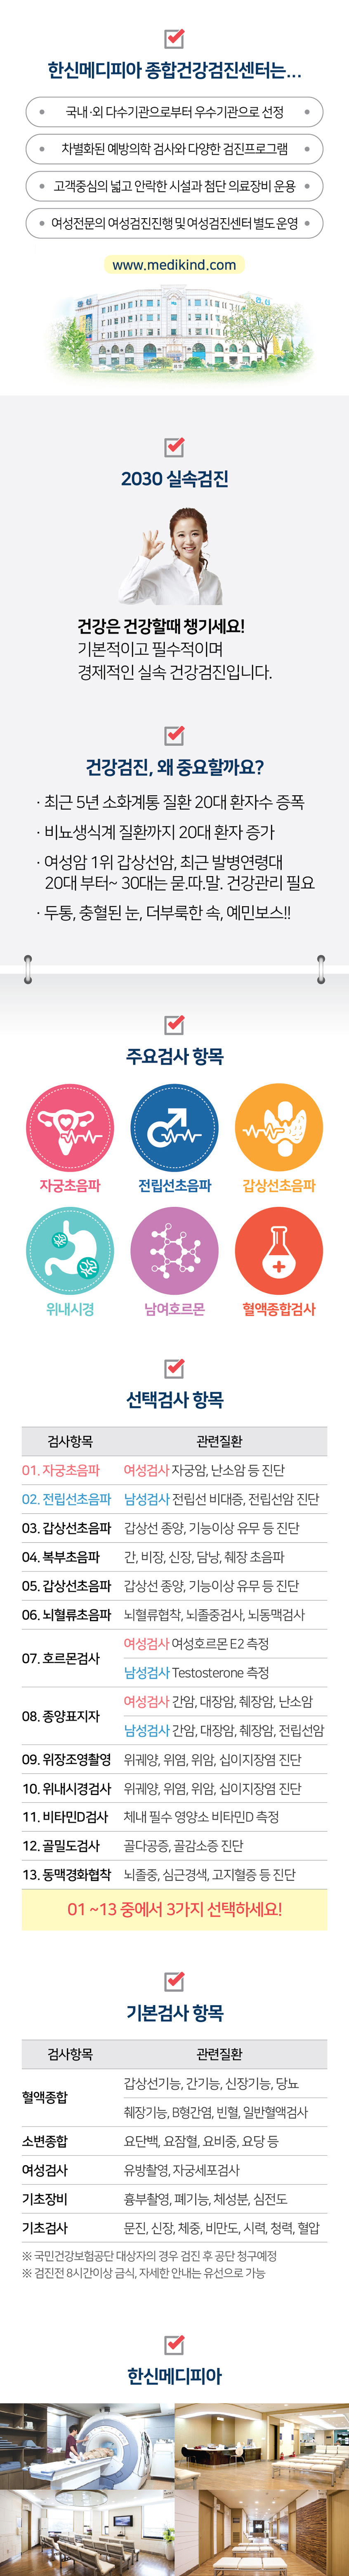 한신메디피아 종합건강검진센터는...
국내·외 다수기관으로부터 우수기관으로 선정
차별화된 예방의학 검사와 다양한 검진프로그램
고객중심의 넓고 안락한 시설과 첨단 의료장비 운용
여성전문의 여성검진진행 및 여성검진센터 별도 운영
www.medikind.com
2030 실속검진
건강은 건강할때 챙기세요!
기본적이고 필수적이며
경제적인 실속 건강검진입니다.
건강검진, 왜 중요할까요?
· 최근 5년 소화계통 질환 20대 환자수 증폭
· 비뇨생식계 질환까지 20대 환자 증가
· 여성암 1위 갑상선암, 최근 발병연령대
20대 부터~ 30대는 묻.따.말. 건강관리 필요
· 두통, 충혈된 눈, 더부룩한 속, 예민보스!!
주요검사 항목
자궁초음파 전립선초음파 갑상선초음파
위내시경 남여호르몬 혈액종합검사
선택검사 항목
검사항목 관련질환
01. 자궁초음파 여성검사 자궁암, 난소암 등 진단
02. 전립선초음파 남성검사 전립선 비대증, 전립선암 진단
03. 갑상선초음파 갑상선 종양, 기능이상 유무 등 진단
04. 복부초음파 간, 비장, 신장, 담낭, 췌장 초음파
05. 갑상선초음파 갑상선 종양, 기능이상 유무 등 진단
06. 뇌혈류초음파 뇌혈류협착, 뇌졸중검사, 뇌동맥검사
07. 호르몬검사 여성검사 여성호르몬 E2 측정
남성검사 Testosterone 측정
08. 종양표지자 여성검사 간암, 대장암, 췌장암, 난소암
남성검사 간암, 대장암, 췌장암, 전립선암
09. 위장조영촬영 위궤양, 위염, 위암, 십이지장염 진단
10. 위내시경검사 위궤양, 위염, 위암, 십이지장염 진단
11. 비타민D검사 체내 필수 영양소 비타민D 측정
12. 골밀도검사 골다공증, 골감소증 진단
13. 동맥경화협착 뇌졸중, 심근경색, 고지혈증 등 진단
01 ~13 중에서 3가지 선택하세요!
기본검사 항목
검사항목 관련질환
혈액종합 갑상선기능, 간기능, 신장기능, 당뇨
췌장기능, B형간염, 빈혈, 일반혈액검사
소변종합 요단백, 요잠혈, 요비중, 요당 등
여성검사 유방촬영, 자궁세포검사
기초장비 흉부촬영, 폐기능, 체성분, 심전도
기초검사 문진, 신장, 체중, 비만도, 시력, 청력, 혈압
※ 국민건강보험공단 대상자의 경우 검진 후 공단 청구예정
※ 검진전 8시간이상 금식, 자세한 안내는 유선으로 가능
한신메디피아